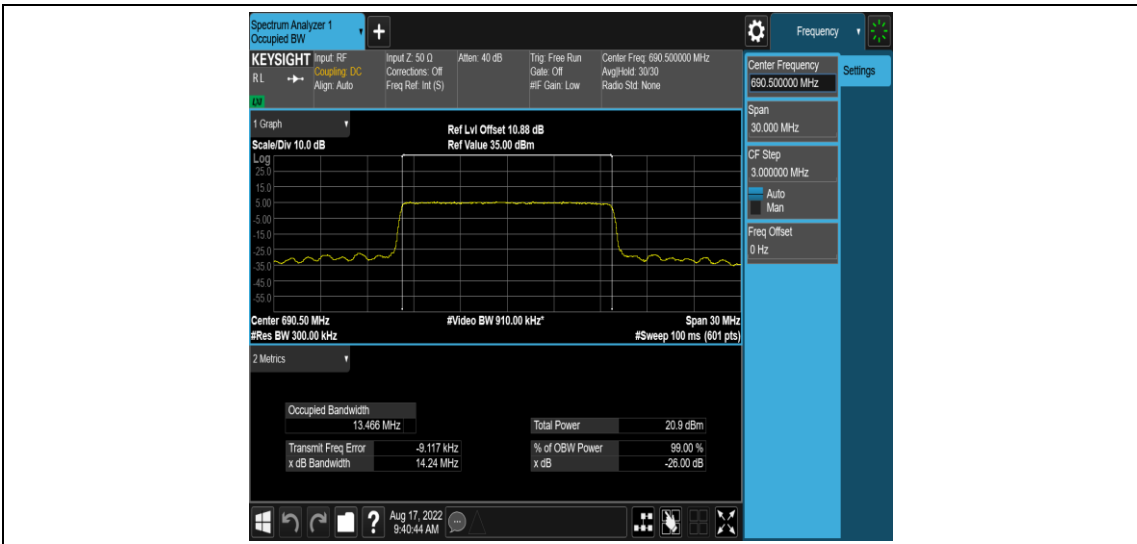 Spectrum Analyzer 1
Occupied BW
+
Frequency
KEYSIGHT
RL
LXI
Input: RF
Coupling: DC
Align: Auto
Input Z: 50 Ω
Corrections: Off
Freq Ref: Int (S)
Atten: 40 dB
Trig: Free Run
Gate: Off
#IF Gain: Low
Center Freq: 690.500000 MHz
Avg|Hold: 30/30
Radio Std: None
Center Frequency
690.500000 MHz
Settings
Span
30.000 MHz
CF Step
3.000000 MHz
Auto
Man
Freq Offset
0 Hz
1 Graph
Ref Lvl Offset 10.88 dB
Scale/Div 10.0 dB
Ref Value 35.00 dBm
Log
25.0
15.0
5.00
-5.00
-15.0
-25.0
-35.0
-45.0
-55.0
Center 690.50 MHz
#Video BW 910.00 kHz*
Span 30 MHz
#Res BW 300.00 kHz
#Sweep 100 ms (601 pts)
2 Metrics
Occupied Bandwidth
13.466 MHz
Total Power 20.9 dBm
Transmit Freq Error -9.117 kHz
% of OBW Power 99.00 %
x dB Bandwidth 14.24 MHz
x dB -26.00 dB
?
Aug 17, 2022
9:40:44 AM